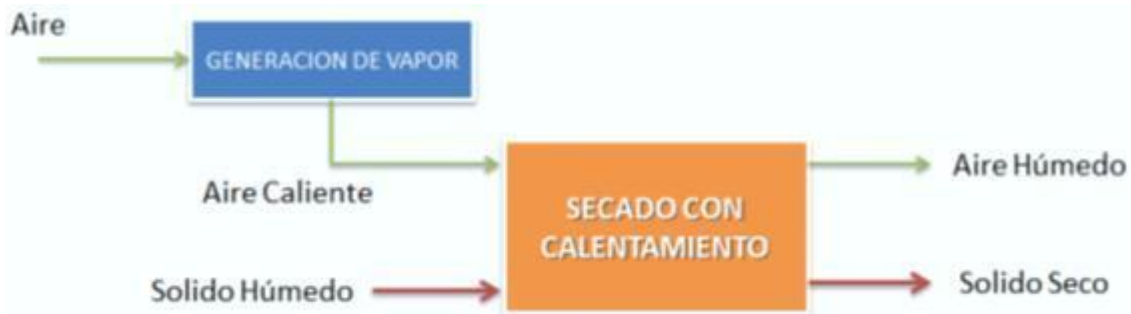 Aire
GENERACION DE VAPOR
Aire Caliente
Aire Húmedo
SECADO CON
CALENTAMIENTO
Solido Húmedo
Solido Seco